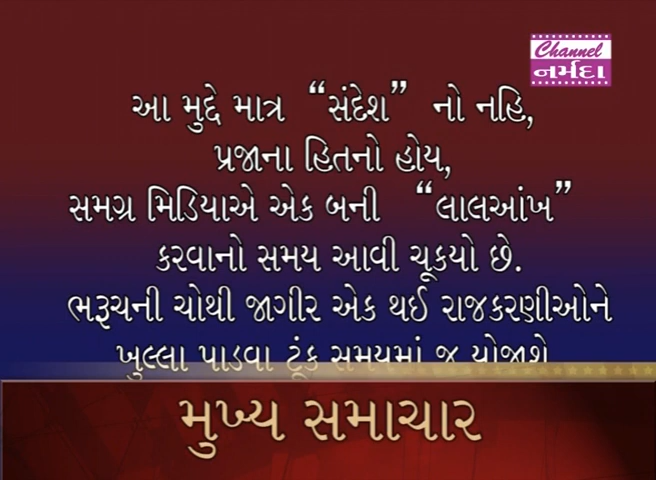 Channel
નર્મદા
આ મુદ્દે માત્ર “સંદેશ” નો નહિ,
પ્રજાના હિતનો હોય,
સમગ્ર મિડિયાએ એક બની “લાલઆંખ”
કરવાનો સમય આવી ચૂકયો છે.
ભરૂચની ચોથી જાગીર એક થઈ રાજકરણીઓને
ખુલ્લા પાડવા ટૂંક સમયમાં જ યોજાશે
મુખ્ય સમાચાર